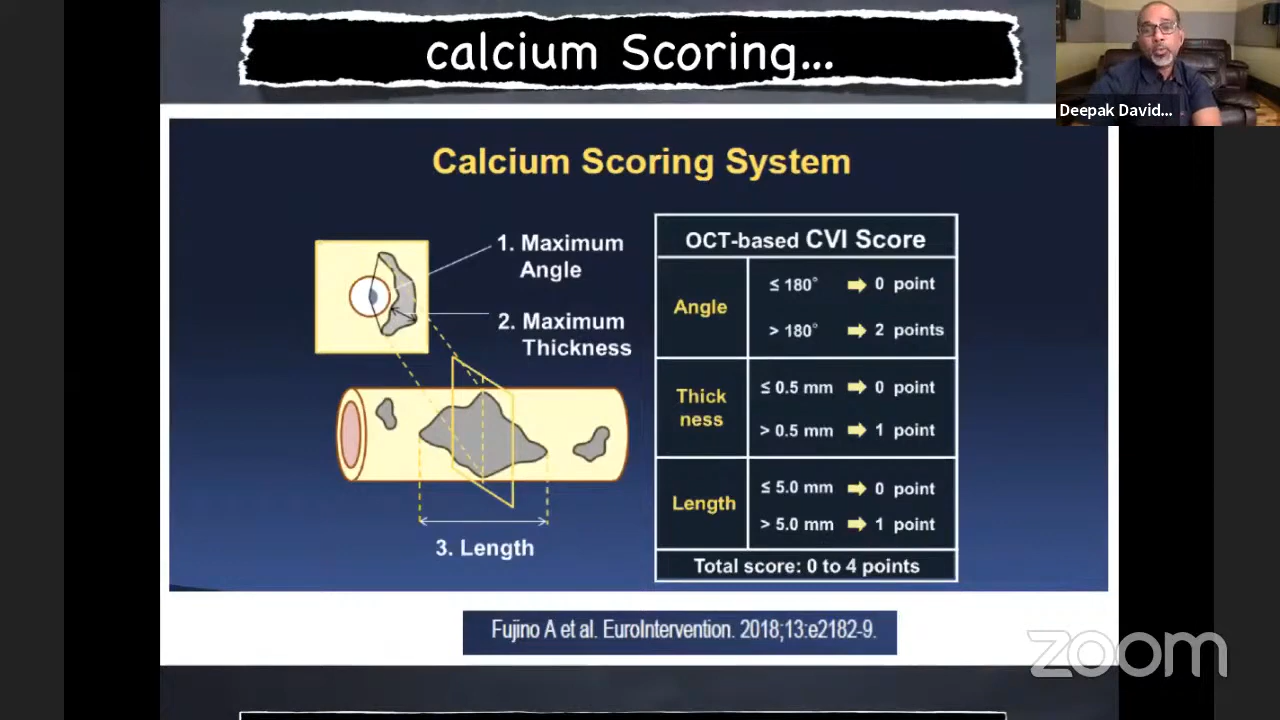 calcium Scoring...
Deepak David...
Calcium Scoring System
1. Maximum
Angle
2. Maximum
Thickness
3. Length
OCT-based CVI Score
Angle
≤ 180° ➡ 0 point
> 180° ➡ 2 points
Thick
ness
≤ 0.5 mm ➡ 0 point
> 0.5 mm ➡ 1 point
Length
≤ 5.0 mm ➡ 0 point
> 5.0 mm ➡ 1 point
Total score: 0 to 4 points
Fujino A et al. EuroIntervention. 2018;13:e2182-9.
zoom